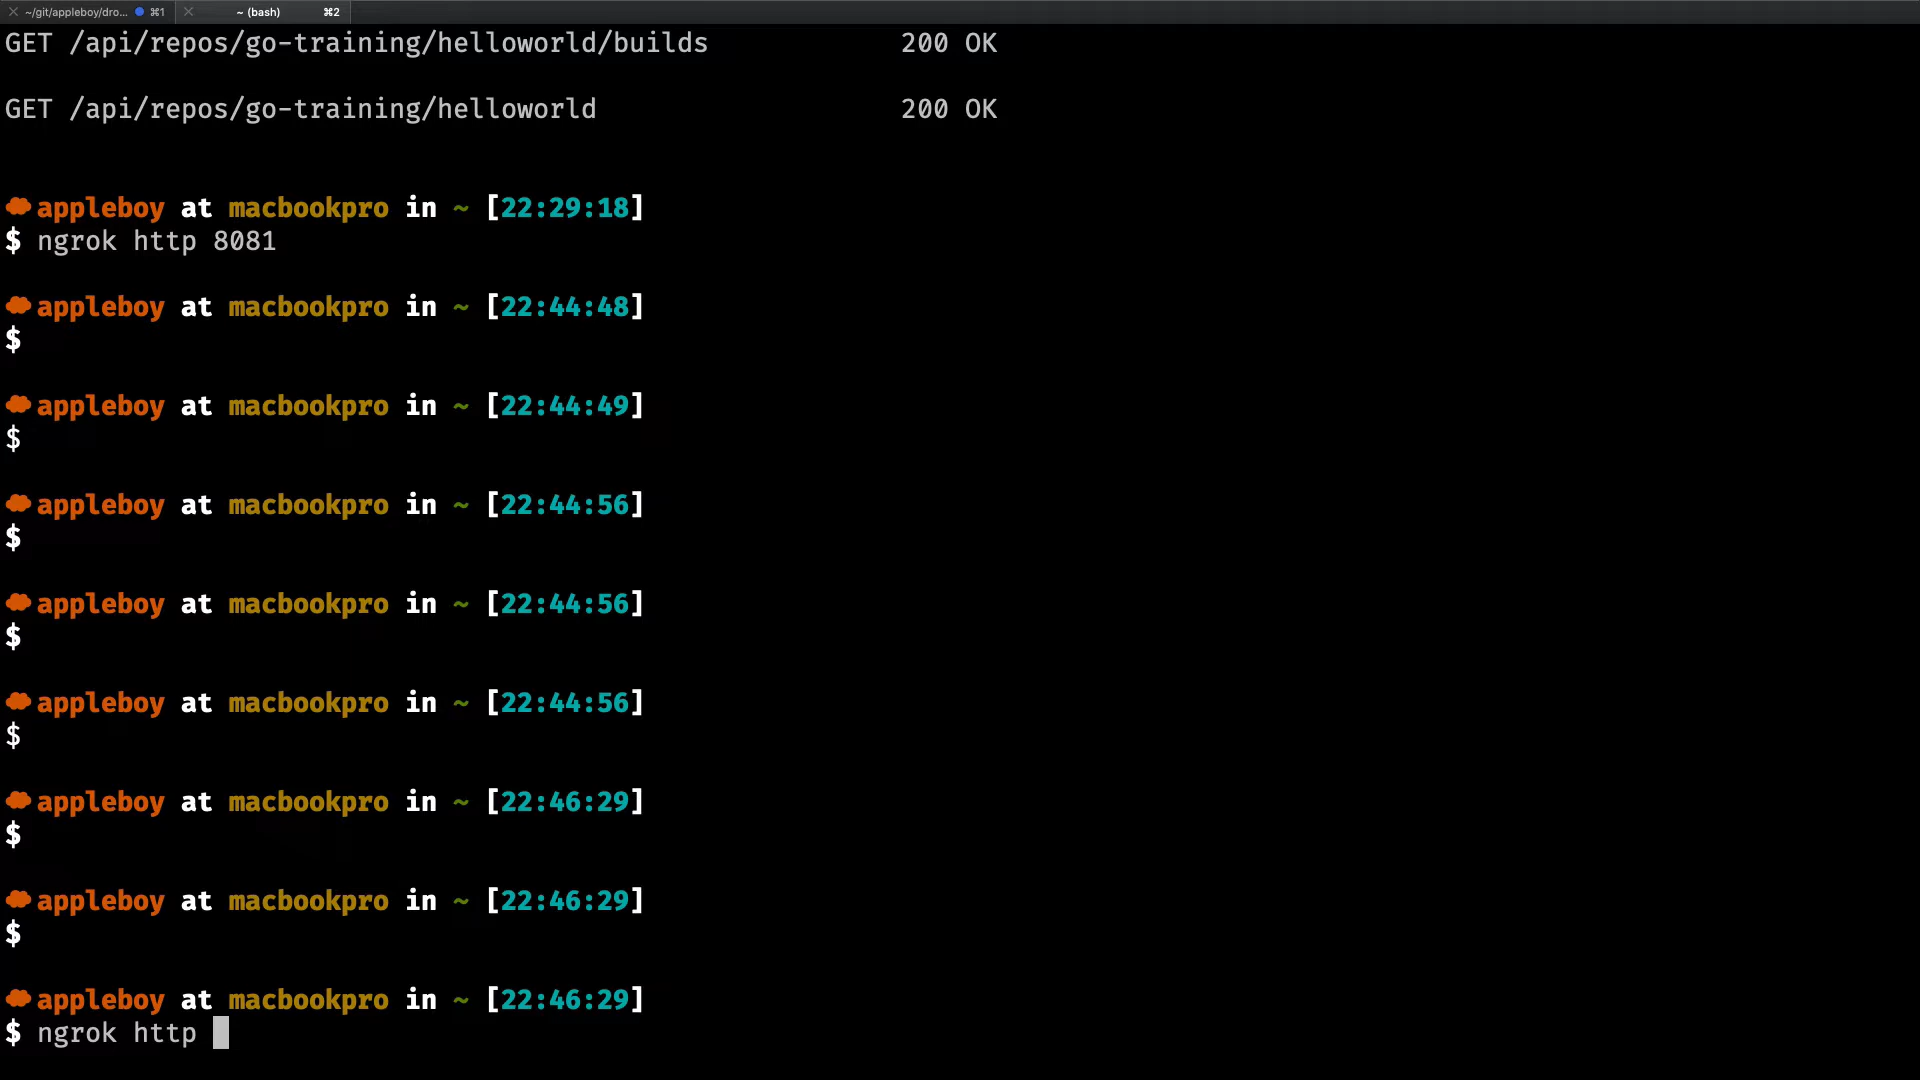 ~/git/appleboy/dro... ⌘1 ~ (bash) ⌘2
GET /api/repos/go-training/helloworld/builds 200 OK
GET /api/repos/go-training/helloworld 200 OK
appleboy at macbookpro in ~ [22:29:18]
$ ngrok http 8081
appleboy at macbookpro in ~ [22:44:48]
$
appleboy at macbookpro in ~ [22:44:49]
$
appleboy at macbookpro in ~ [22:44:56]
$
appleboy at macbookpro in ~ [22:44:56]
$
appleboy at macbookpro in ~ [22:44:56]
$
appleboy at macbookpro in ~ [22:46:29]
$
appleboy at macbookpro in ~ [22:46:29]
$
appleboy at macbookpro in ~ [22:46:29]
$ ngrok http